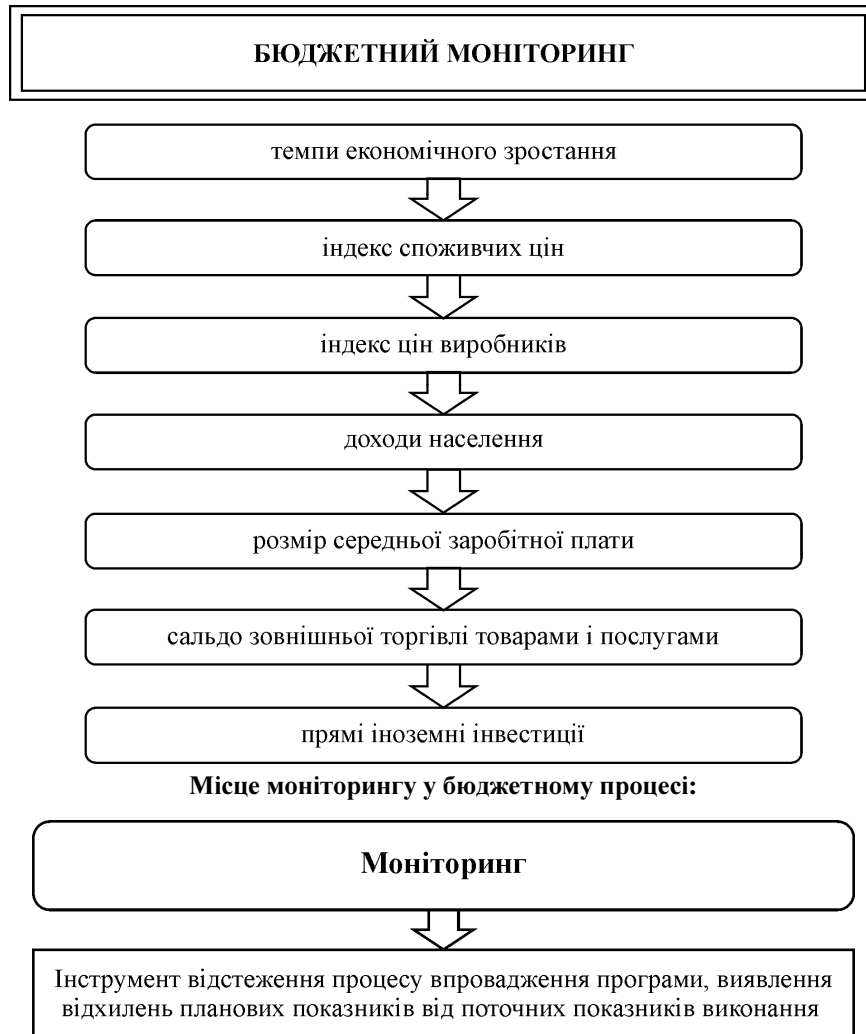 БЮДЖЕТНИЙ МОНІТОРИНГ
темпи економічного зростання
індекс споживчих цін
індекс цін виробників
доходи населення
розмір середньої заробітної плати
сальдо зовнішньої торгівлі товарами і послугами
прямі іноземні інвестиції
Місце моніторингу у бюджетному процесі:
Моніторинг
Інструмент відстеження процесу впровадження програми, виявлення
відхилень планових показників від поточних показників виконання